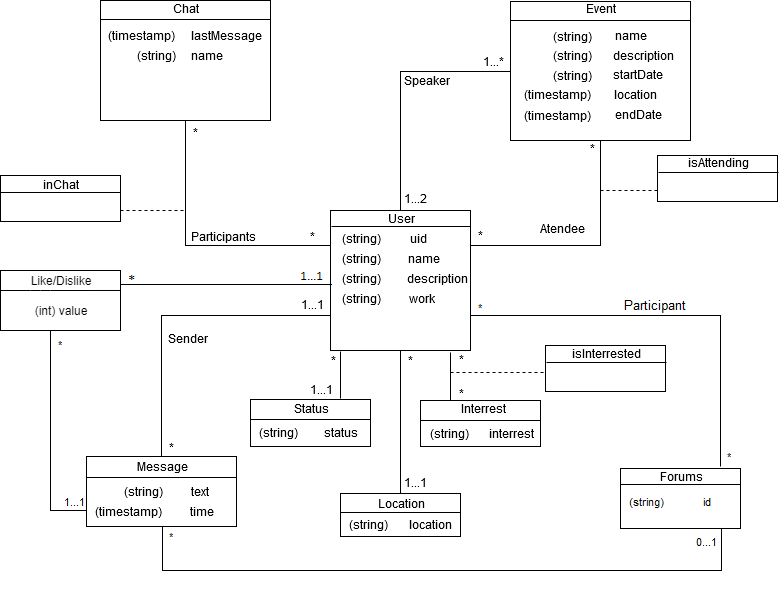 Chat
(timestamp) lastMessage
(string) name
*
Event
(string) name
(string) description
(string) startDate
(timestamp) location
(timestamp) endDate
1...*
Speaker
*
isAttending
inChat
1...2
Participants
*
User
(string) uid
(string) name
(string) description
(string) work
*
Atendee
Like/Dislike
(int) value
*
1...1
1...1
*
Participant
*
Sender
isInterrested
*
1...1
*
*
*
Status
(string) status
Interrest
(string) interrest
*
Message
(string) text
(timestamp) time
1...1
*
1...1
Location
(string) location
*
Forums
(string) id
0...1